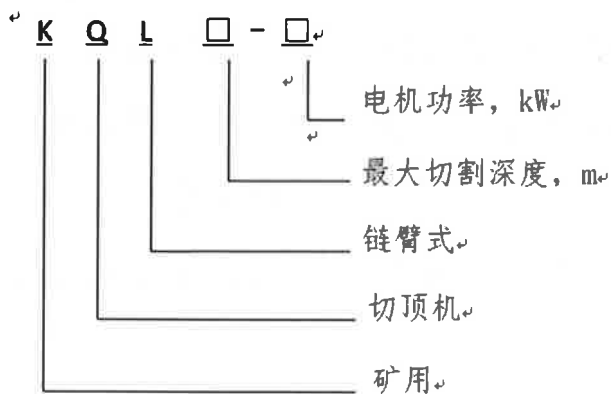 K Q L □ - □
电机功率，kW
最大切割深度，m
链臂式
切顶机
矿用